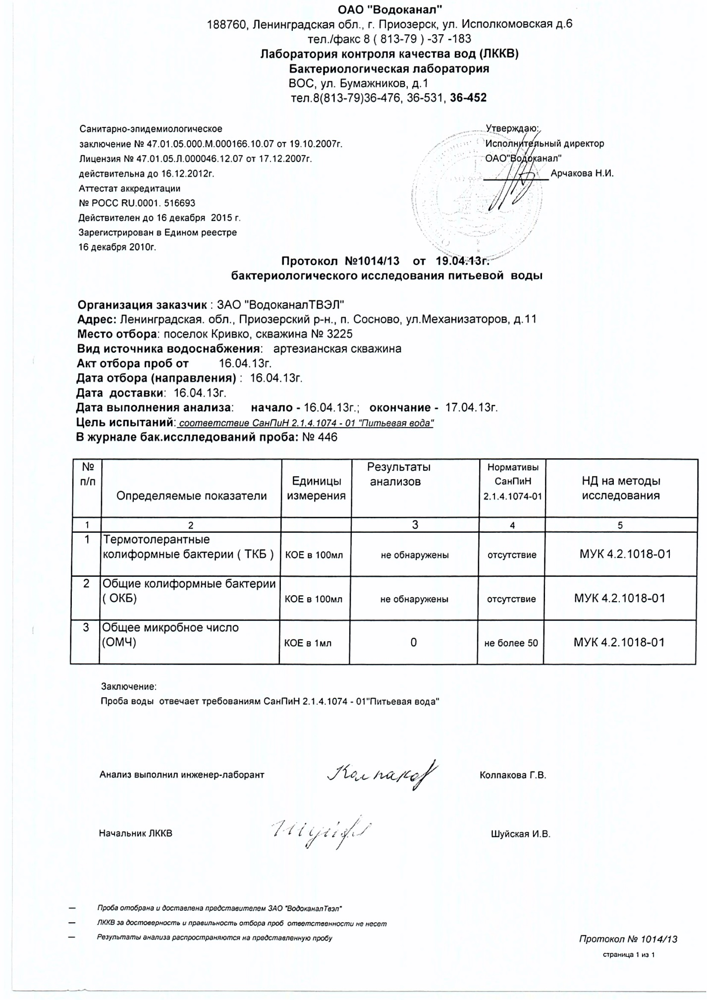 ОАО "Водоканал"
188760, Ленинградская обл., г. Приозерск, ул. Исполкомовская д.6
тел./факс 8 ( 813-79 ) -37 -183
Лаборатория контроля качества вод (ЛККВ)
Бактериологическая лаборатория
ВОС, ул. Бумажников, д.1
тел.8(813-79)36-476, 36-531, 36-452
Санитарно-эпидемиологическое
заключение № 47.01.05.000.М.000166.10.07 от 19.10.2007г.
Лицензия № 47.01.05.Л.000046.12.07 от 17.12.2007г.
действительна до 16.12.2012г.
Аттестат аккредитации
№ РОСС RU.0001. 516693
Действителен до 16 декабря 2015 г.
Зарегистрирован в Едином реестре
16 декабря 2010г.
Утверждаю:
Исполнительный директор
ОАО"Водоканал"
Арчакова Н.И.
Протокол №1014/13 от 19.04.13г.
бактериологического исследования питьевой воды
Организация заказчик : ЗАО "ВодоканалТВЭЛ"
Адрес: Ленинградская. обл., Приозерский р-н., п. Сосново, ул.Механизаторов, д.11
Место отбора: поселок Кривко, скважина № 3225
Вид источника водоснабжения: артезианская скважина
Акт отбора проб от 16.04.13г.
Дата отбора (направления) : 16.04.13г.
Дата доставки: 16.04.13г.
Дата выполнения анализа: начало - 16.04.13г.; окончание - 17.04.13г.
Цель испытаний: соответствие СанПиН 2.1.4.1074 - 01 "Питьевая вода"
В журнале бак.исслледований проба: № 446
№ п/п Определяемые показатели Единицы измерения Результаты анализов Нормативы СанПиН 2.1.4.1074-01 НД на методы исследования
1 2 3 4 5
1 Термотолерантные
колиформные бактерии ( ТКБ ) КОЕ в 100мл не обнаружены отсутствие МУК 4.2.1018-01
2 Общие колиформные бактерии
( ОКБ) КОЕ в 100мл не обнаружены отсутствие МУК 4.2.1018-01
3 Общее микробное число
(ОМЧ) КОЕ в 1мл 0 не более 50 МУК 4.2.1018-01
Заключение:
Проба воды отвечает требованиям СанПиН 2.1.4.1074 - 01"Питьевая вода"
Анализ выполнил инженер-лаборант Колпакова Г.В.
Начальник ЛККВ Шуйская И.В.
— Проба отобрана и доставлена представителем ЗАО "ВодоканалТвэл"
— ЛККВ за достоверность и правильность отбора проб ответственности не несет
— Результаты анализа распространяются на представленную пробу
Протокол № 1014/13
страница 1 из 1